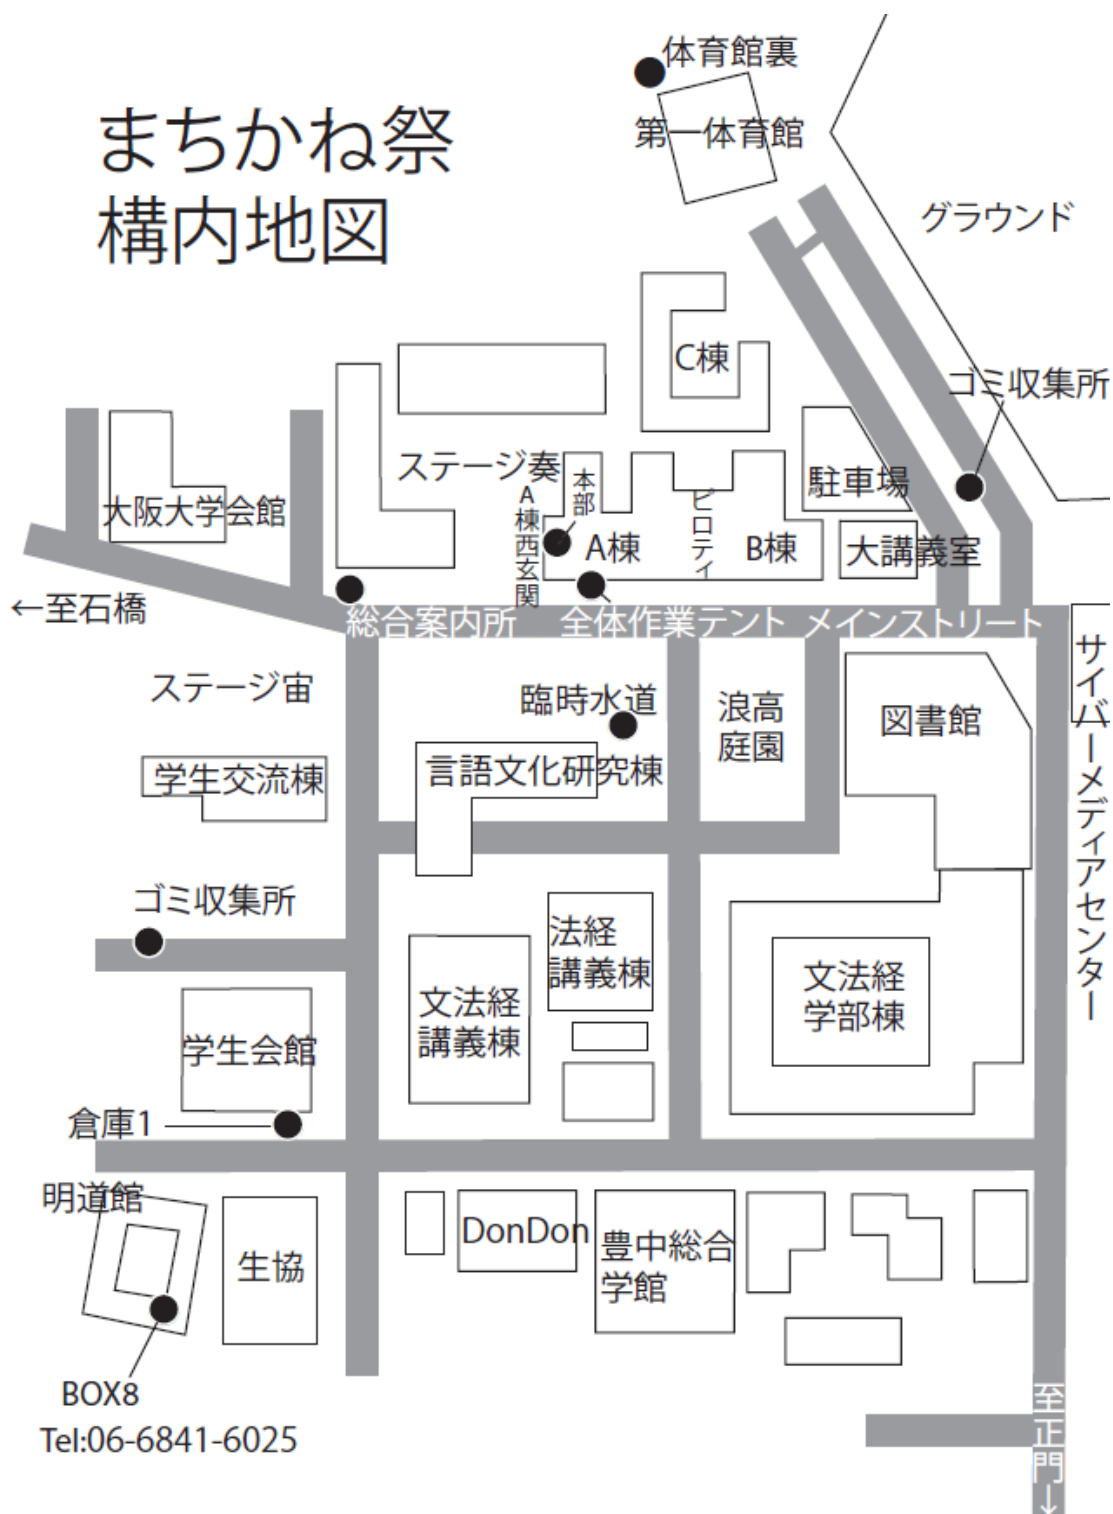 体育館裏
まちかね祭
構内地図
第一体育館
グラウンド
C棟
ゴミ収集所
ステージ奏
本部
駐車場
大阪大学会館
A棟西玄関
ピロティ
A棟
B棟
大講義室
←至石橋
総合案内所
全体作業テント
メインストリート
サイバーメディアセンター
ステージ宙
臨時水道
浪高
庭園
図書館
学生交流棟
言語文化研究棟
ゴミ収集所
法経
講義棟
文法経
講義棟
文法経
学部棟
学生会館
倉庫1
明道館
生協
DonDon
豊中総合
学館
BOX8
Tel:06-6841-6025
至正門→